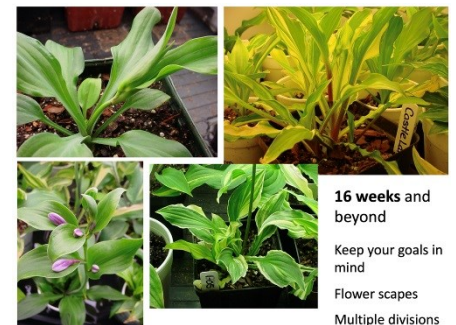 16 weeks and
beyond
Keep your goals in
mind
Flower scapes
Multiple divisions